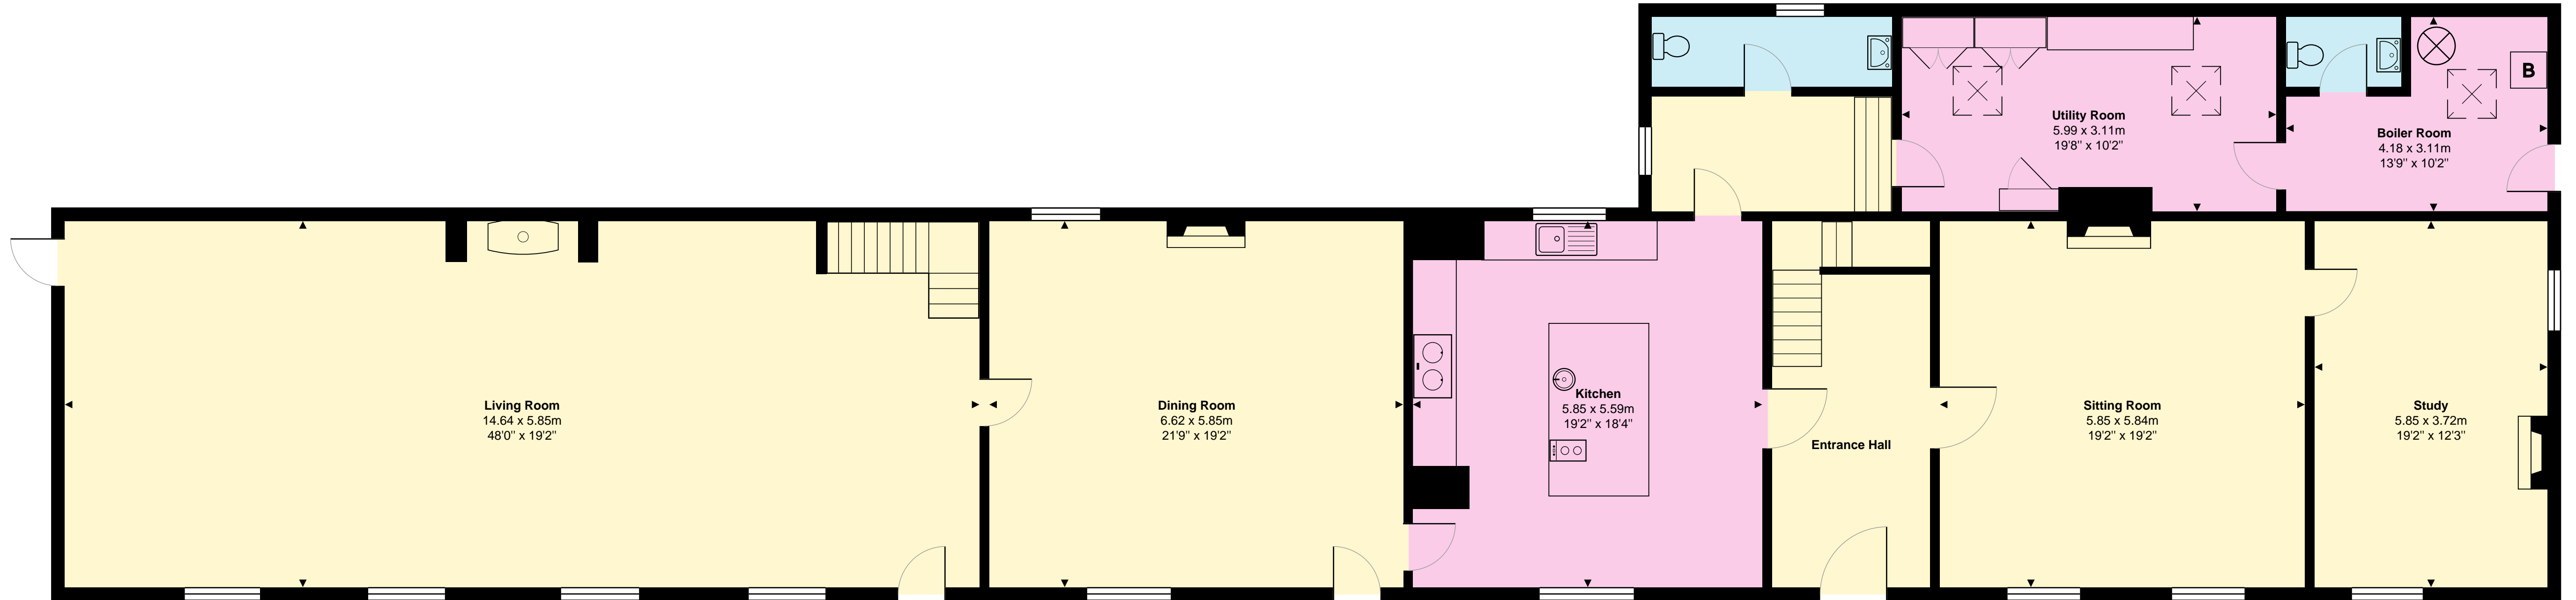 Utility Room
5.99 x 3.11m
19'8" x 10'2"
B
Boiler Room
4.18 x 3.11m
13'9" x 10'2"
Living Room
14.64 x 5.85m
48'0" x 19'2"
Dining Room
6.62 x 5.85m
21'9" x 19'2"
Kitchen
5.85 x 5.59m
19'2" x 18'4"
Entrance Hall
Sitting Room
5.85 x 5.84m
19'2" x 19'2"
Study
5.85 x 3.72m
19'2" x 12'3"